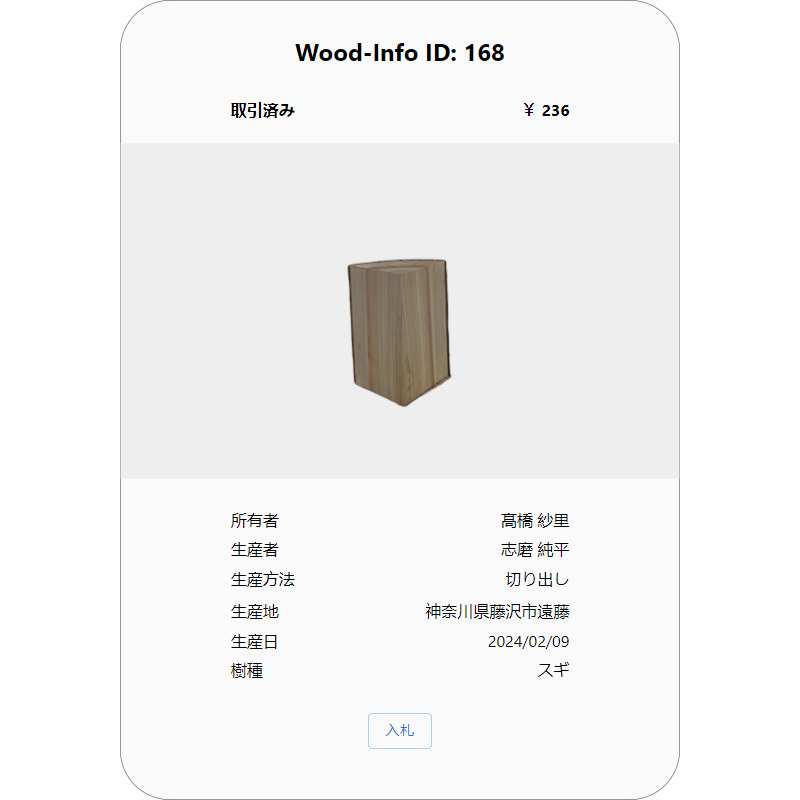 Wood-Info ID: 168
取引済み ￥ 236
所有者 髙橋 紗里
生産者 志磨 純平
生産方法 切り出し
生産地 神奈川県藤沢市遠藤
生産日 2024/02/09
樹種 スギ
入札